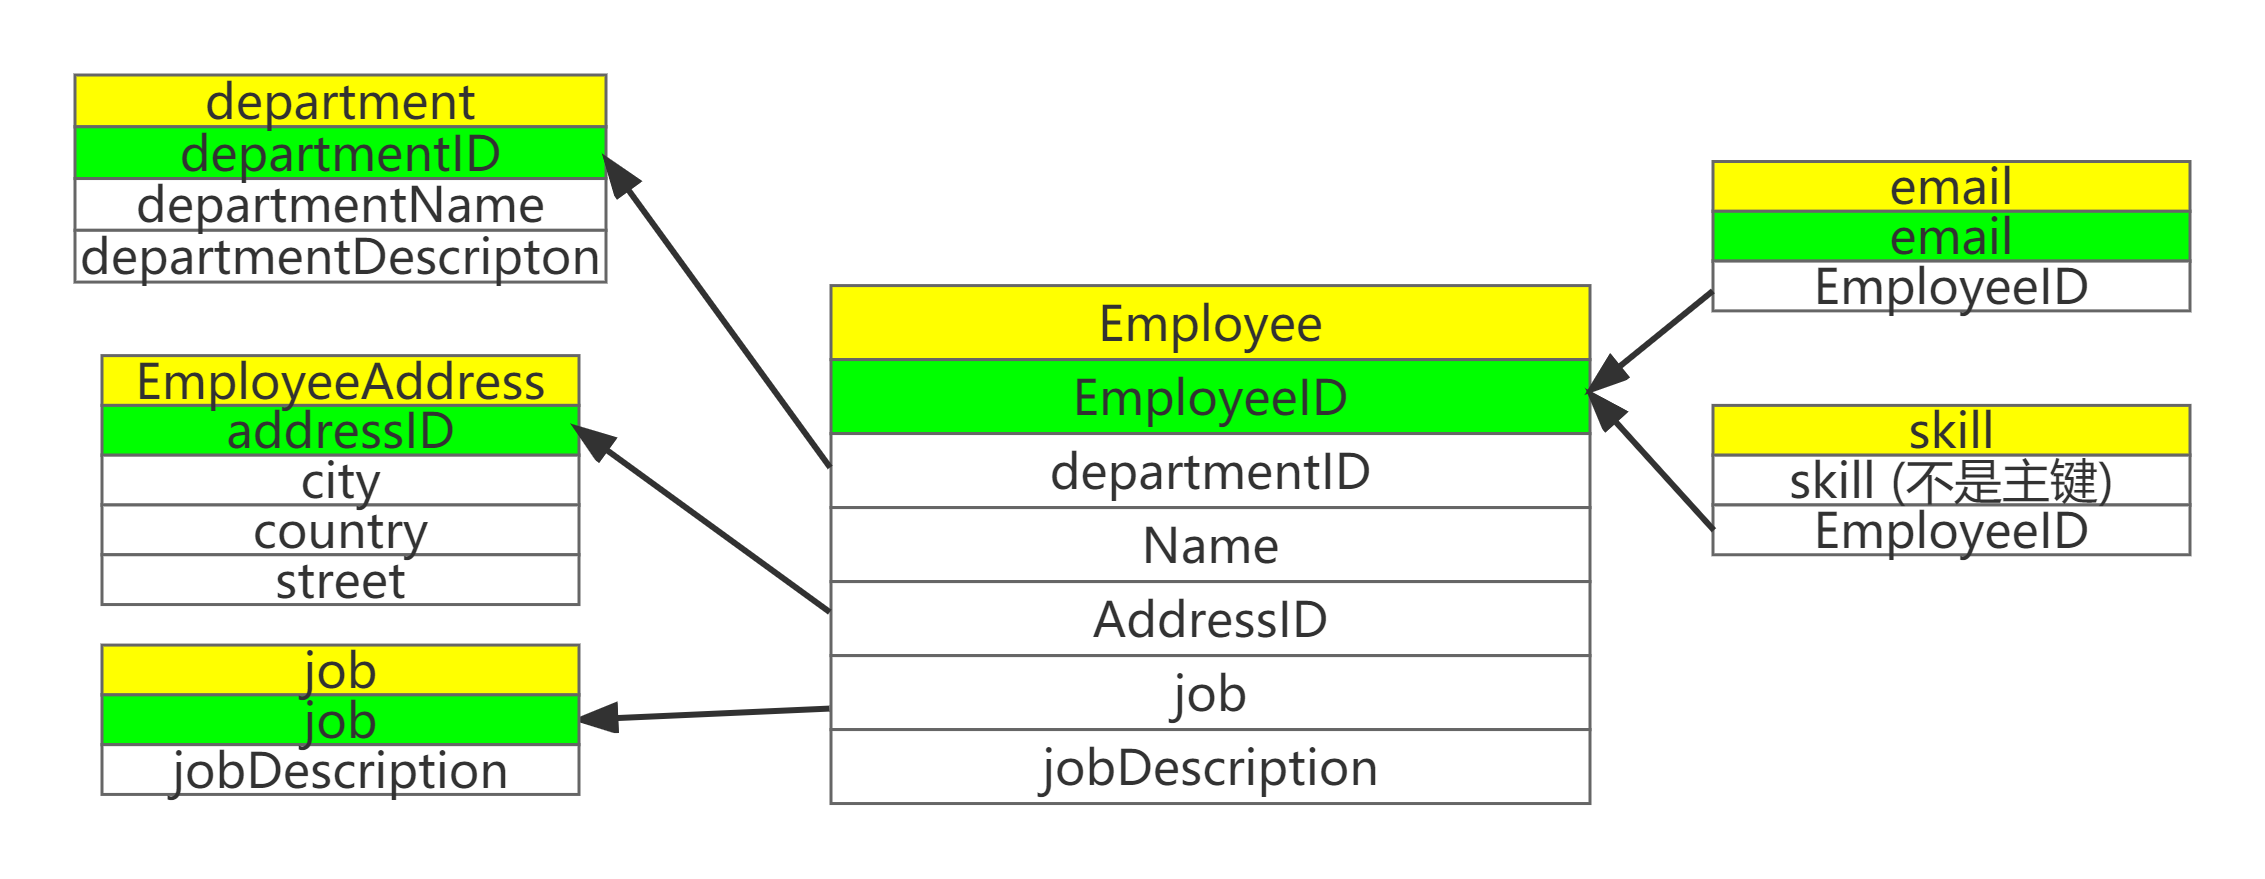 department
departmentID
departmentName
departmentDescripton
EmployeeAddress
addressID
city
country
street
job
job
jobDescription
Employee
EmployeeID
departmentID
Name
AddressID
job
jobDescription
email
email
EmployeeID
skill
skill (不是主键)
EmployeeID